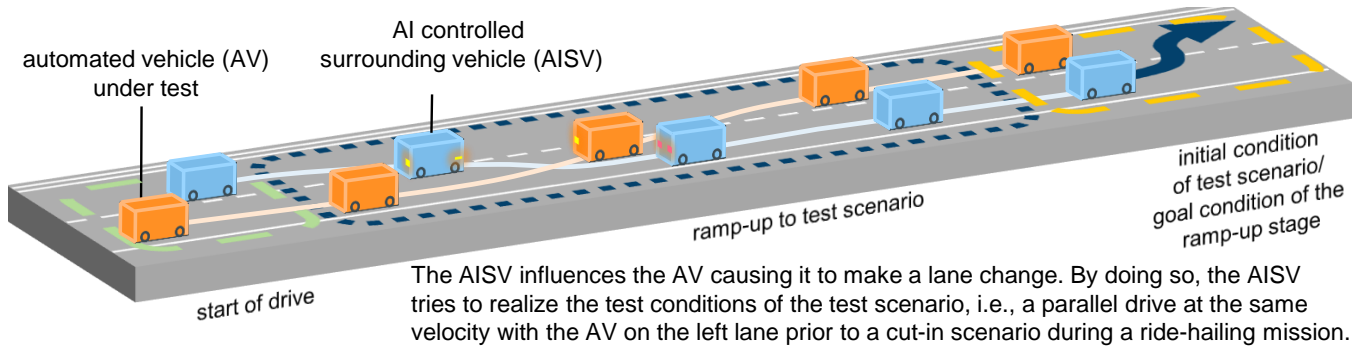 automated vehicle (AV)
under test
AI controlled
surrounding vehicle (AISV)
start of drive
ramp-up to test scenario
initial condition
of test scenario/
goal condition of the
ramp-up stage
The AISV influences the AV causing it to make a lane change. By doing so, the AISV
tries to realize the test conditions of the test scenario, i.e., a parallel drive at the same
velocity with the AV on the left lane prior to a cut-in scenario during a ride-hailing mission.